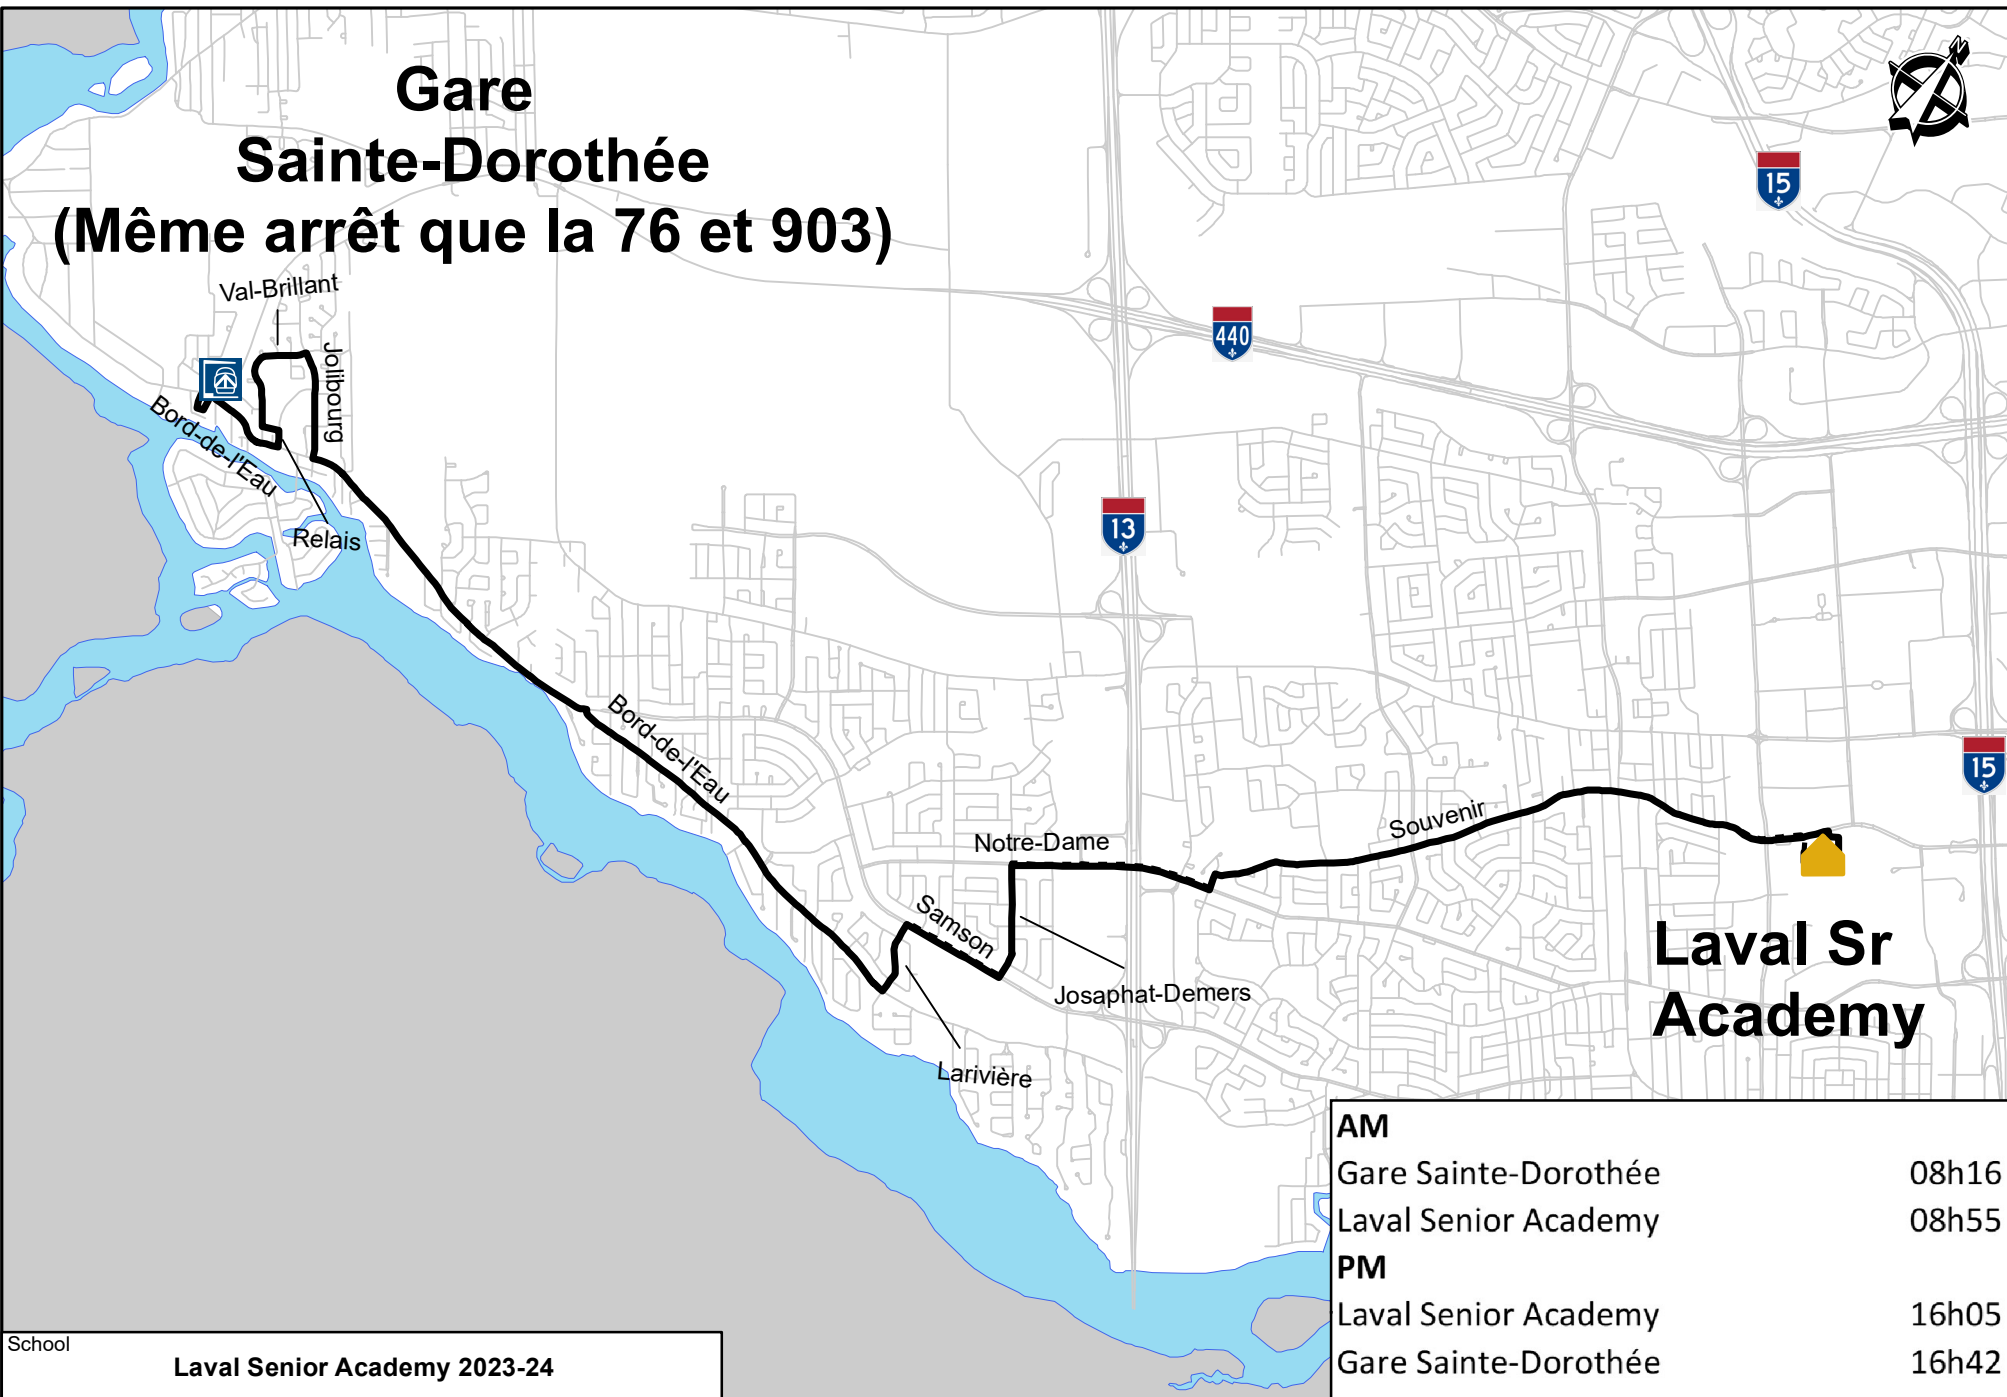 Gare
Sainte-Dorothée
(Même arrêt que la 76 et 903)
N
15
Val-Brillant
440
Jolibourg
Bord-de-l'Eau
13
Relais
Bord-de-l'Eau
15
Souvenir
Notre-Dame
Samson
Laval Sr
Academy
Josaphat-Demers
Larivière
AM
Gare Sainte-Dorothée 08h16
Laval Senior Academy 08h55
PM
Laval Senior Academy 16h05
Gare Sainte-Dorothée 16h42
School
Laval Senior Academy 2023-24